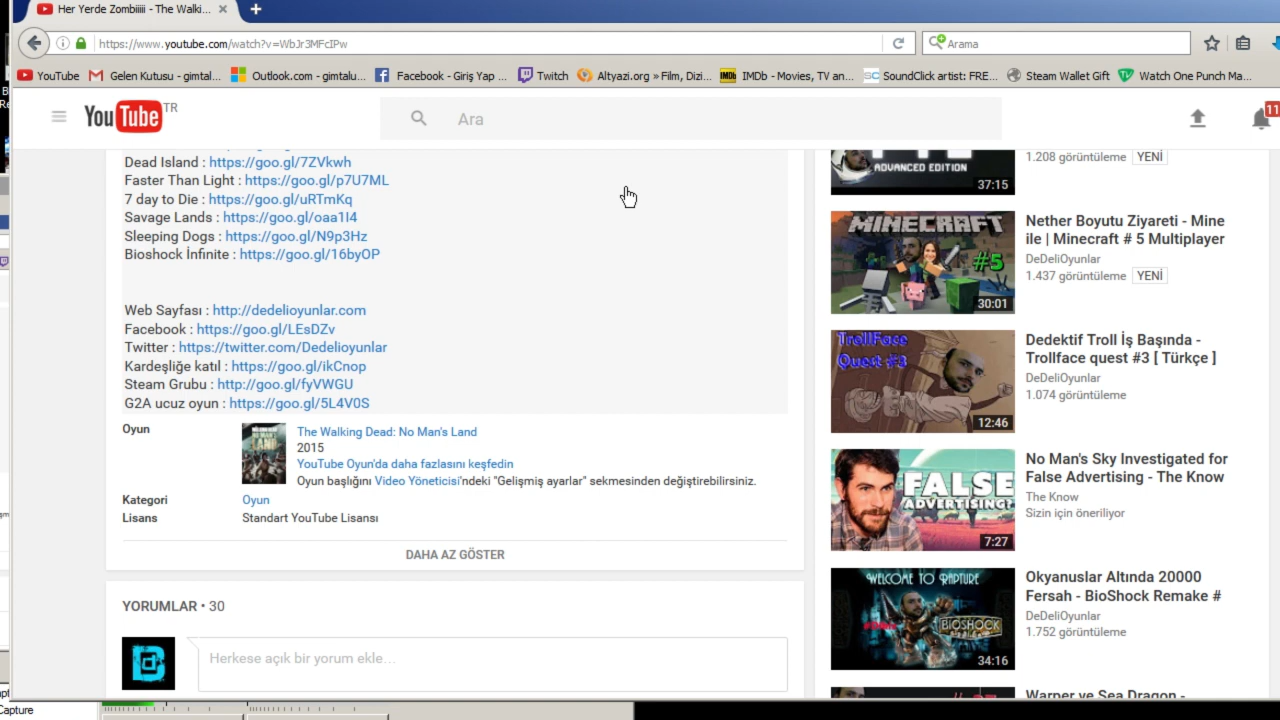 Her Yerde Zombiiiii - The Walki...
https://www.youtube.com/watch?v=WbJr3MFcIPw
Arama
YouTube
Gelen Kutusu - gimtal...
Outlook.com - gimtalu...
Facebook - Giriş Yap ...
Twitch
Altyazi.org » Film, Dizi...
IMDb - Movies, TV an...
SoundClick artist: FRE...
Steam Wallet Gift
Watch One Punch Ma...
YouTube TR
Ara
11
Dead Island : https://goo.gl/7ZVkwh
Faster Than Light : https://goo.gl/p7U7ML
7 day to Die : https://goo.gl/uRTmKq
Savage Lands : https://goo.gl/oaa1I4
Sleeping Dogs : https://goo.gl/N9p3Hz
Bioshock İnfinite : https://goo.gl/16byOP
Web Sayfası : http://dedelioyunlar.com
Facebook : https://goo.gl/LEsDZv
Twitter : https://twitter.com/Dedelioyunlar
Kardeşliğe katıl : https://goo.gl/ikCnop
Steam Grubu : http://goo.gl/fyVWGU
G2A ucuz oyun : https://goo.gl/5L4V0S
Oyun
The Walking Dead: No Man's Land
2015
YouTube Oyun'da daha fazlasını keşfedin
Oyun başlığını Video Yöneticisi'ndeki "Gelişmiş ayarlar" sekmesinden değiştirebilirsiniz.
Kategori
Oyun
Lisans
Standart YouTube Lisansı
DAHA AZ GÖSTER
YORUMLAR • 30
Herkese açık bir yorum ekle...
ADVANCED EDITION
37:15
1.208 görüntüleme YENİ
MINECRAFT
#5
30:01
Nether Boyutu Ziyareti - Mine
ile | Minecraft # 5 Multiplayer
DeDeliOyunlar
1.437 görüntüleme YENİ
TrollFace
Quest #3
12:46
Dedektif Troll İş Başında -
Trollface quest #3 [ Türkçe ]
DeDeliOyunlar
1.074 görüntüleme
FALSE
ADVERTISING?
7:27
No Man's Sky Investigated for
False Advertising - The Know
The Know
Sizin için öneriliyor
WELCOME TO RAPTURE
BIOSHOCK
34:16
Okyanuslar Altında 20000
Fersah - BioShock Remake #
DeDeliOyunlar
1.752 görüntüleme
Warper ve Sea Dragon -
Capture